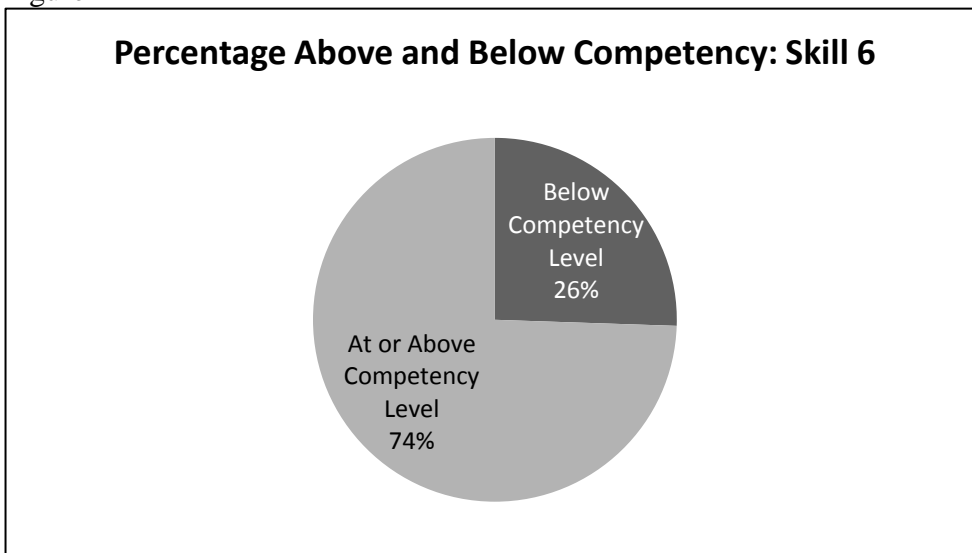 Percentage Above and Below Competency: Skill 6
Below
Competency
Level
26%
At or Above
Competency
Level
74%